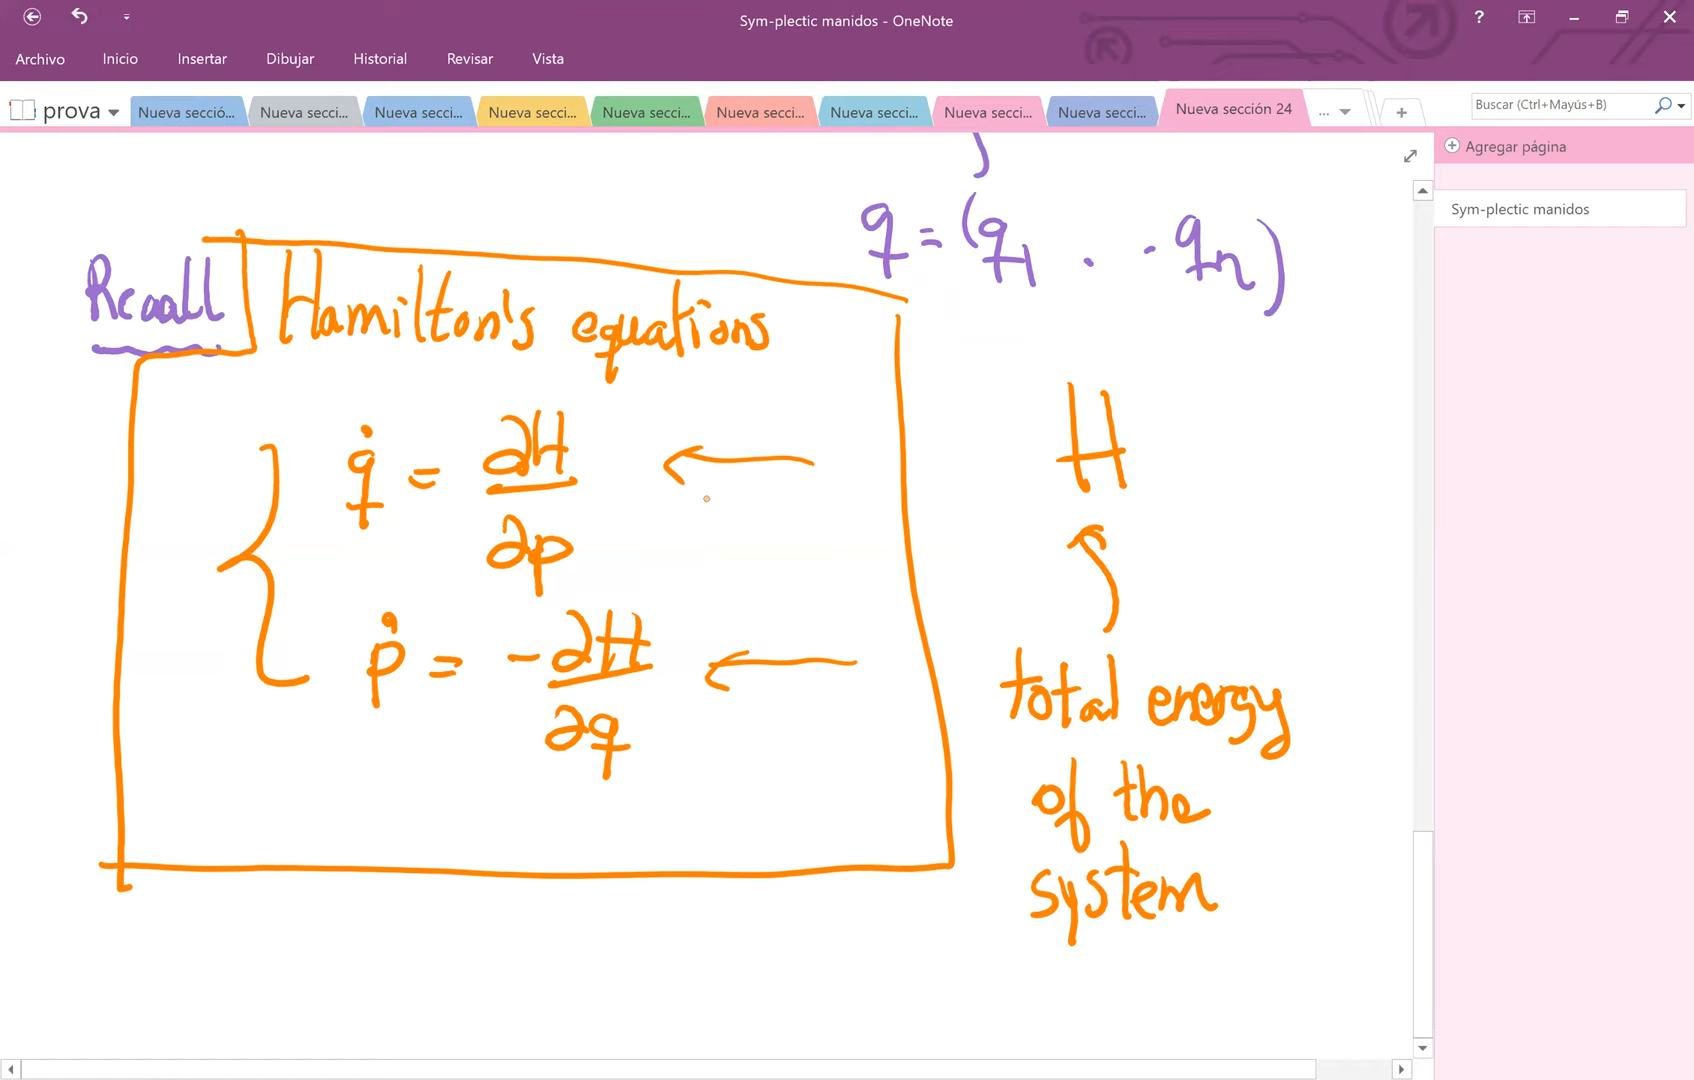 Sym-plectic manidos - OneNote
?
Archivo Inicio Insertar Dibujar Historial Revisar Vista
prova Nueva secció... Nueva secci... Nueva secci... Nueva secci... Nueva secci... Nueva secci... Nueva secci... Nueva secci... Nueva secci... Nueva sección 24 ... + Buscar (Ctrl+Mayús+B)
Agregar página
Sym-plectic manidos
q = (q1 . . qn)
Recall Hamilton's equations
q̇ = ∂H/∂p
ṗ = -∂H/∂q
H
total energy
of the
system